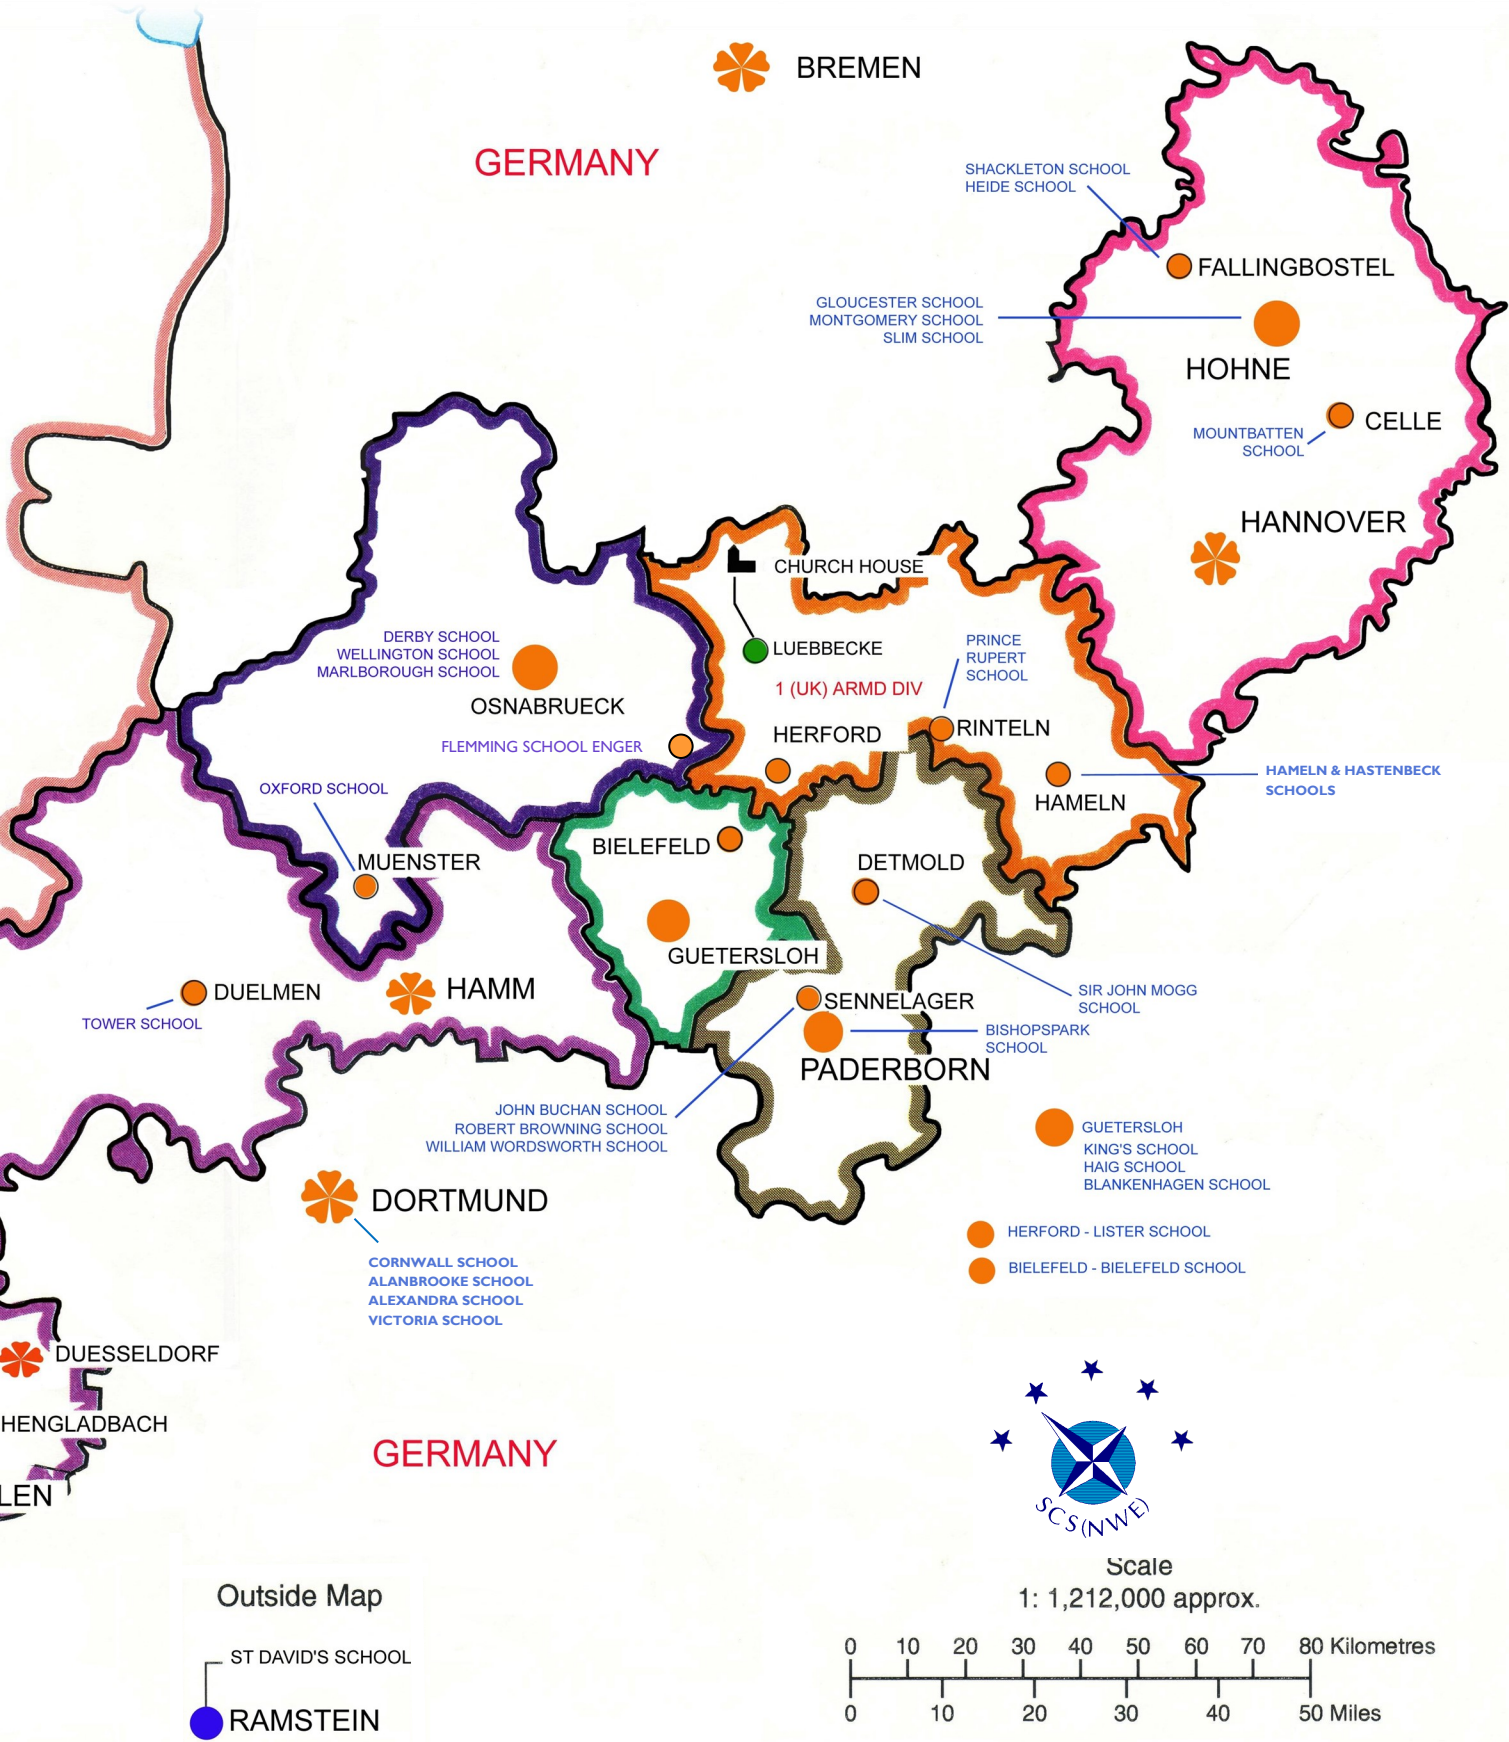 BREMEN
GERMANY
SHACKLETON SCHOOL
HEIDE SCHOOL
FALLINGBOSTEL
GLOUCESTER SCHOOL
MONTGOMERY SCHOOL
SLIM SCHOOL
HOHNE
CELLE
MOUNTBATTEN
SCHOOL
HANNOVER
CHURCH HOUSE
DERBY SCHOOL
WELLINGTON SCHOOL
MARLBOROUGH SCHOOL
OSNABRUECK
LUEBBECKE
PRINCE
RUPERT
SCHOOL
1 (UK) ARMD DIV
HERFORD
RINTELN
FLEMMING SCHOOL ENGER
HAMELN & HASTENBECK
SCHOOLS
HAMELN
OXFORD SCHOOL
MUENSTER
BIELEFELD
DETMOLD
GUETERSLOH
HAMM
DUELMEN
TOWER SCHOOL
SENNELAGER
SIR JOHN MOGG
SCHOOL
BISHOPSPARK
SCHOOL
PADERBORN
JOHN BUCHAN SCHOOL
ROBERT BROWNING SCHOOL
WILLIAM WORDSWORTH SCHOOL
GUETERSLOH
KING'S SCHOOL
HAIG SCHOOL
BLANKENHAGEN SCHOOL
DORTMUND
HERFORD - LISTER SCHOOL
BIELEFELD - BIELEFELD SCHOOL
CORNWALL SCHOOL
ALANBROOKE SCHOOL
ALEXANDRA SCHOOL
VICTORIA SCHOOL
DUESSELDORF
HENGLADBACH
LEN
GERMANY
SCS(NWE)
Outside Map
ST DAVID'S SCHOOL
RAMSTEIN
Scale
1: 1,212,000 approx.
0 10 20 30 40 50 60 70 80 Kilometres
0 10 20 30 40 50 Miles